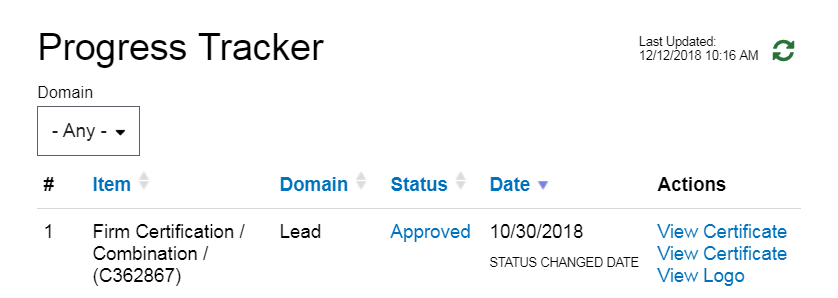 Progress Tracker
Last Updated:
12/12/2018 10:16 AM
Domain
- Any -
# Item Domain Status Date Actions
1 Firm Certification / Lead Approved 10/30/2018 View Certificate
Combination / STATUS CHANGED DATE View Certificate
(C362867) View Logo